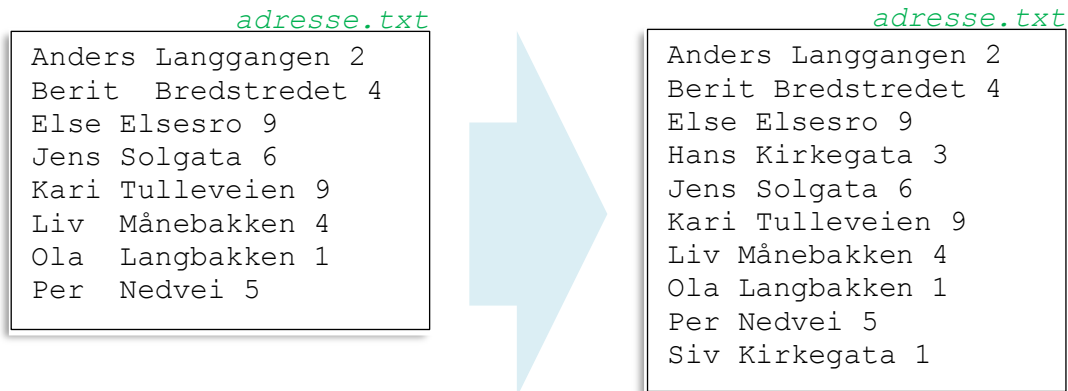 adresse.txt
Anders Langgangen 2
Berit  Bredstredet 4
Else Elsesro 9
Jens Solgata 6
Kari Tulleveien 9
Liv  Månebakken 4
Ola  Langbakken 1
Per  Nedvei 5
adresse.txt
Anders Langgangen 2
Berit Bredstredet 4
Else Elsesro 9
Hans Kirkegata 3
Jens Solgata 6
Kari Tulleveien 9
Liv Månebakken 4
Ola Langbakken 1
Per Nedvei 5
Siv Kirkegata 1